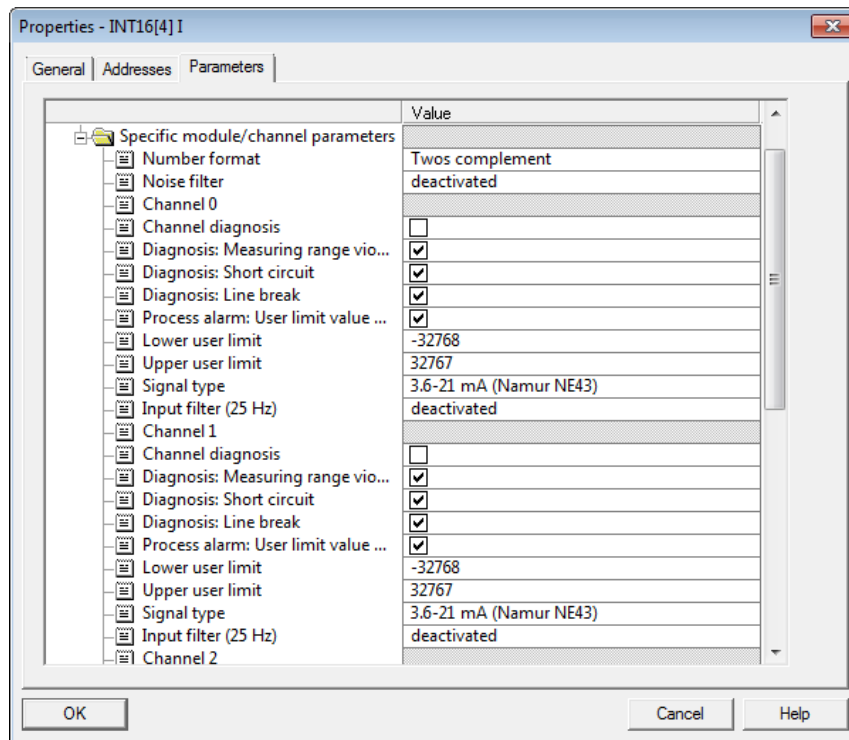 Properties - INT16[4] I
General Addresses Parameters
Value
Specific module/channel parameters
Number format Twos complement
Noise filter deactivated
Channel 0
Channel diagnosis
Diagnosis: Measuring range vio...
Diagnosis: Short circuit
Diagnosis: Line break
Process alarm: User limit value ...
Lower user limit -32768
Upper user limit 32767
Signal type 3.6-21 mA (Namur NE43)
Input filter (25 Hz) deactivated
Channel 1
Channel diagnosis
Diagnosis: Measuring range vio...
Diagnosis: Short circuit
Diagnosis: Line break
Process alarm: User limit value ...
Lower user limit -32768
Upper user limit 32767
Signal type 3.6-21 mA (Namur NE43)
Input filter (25 Hz) deactivated
Channel 2
OK Cancel Help